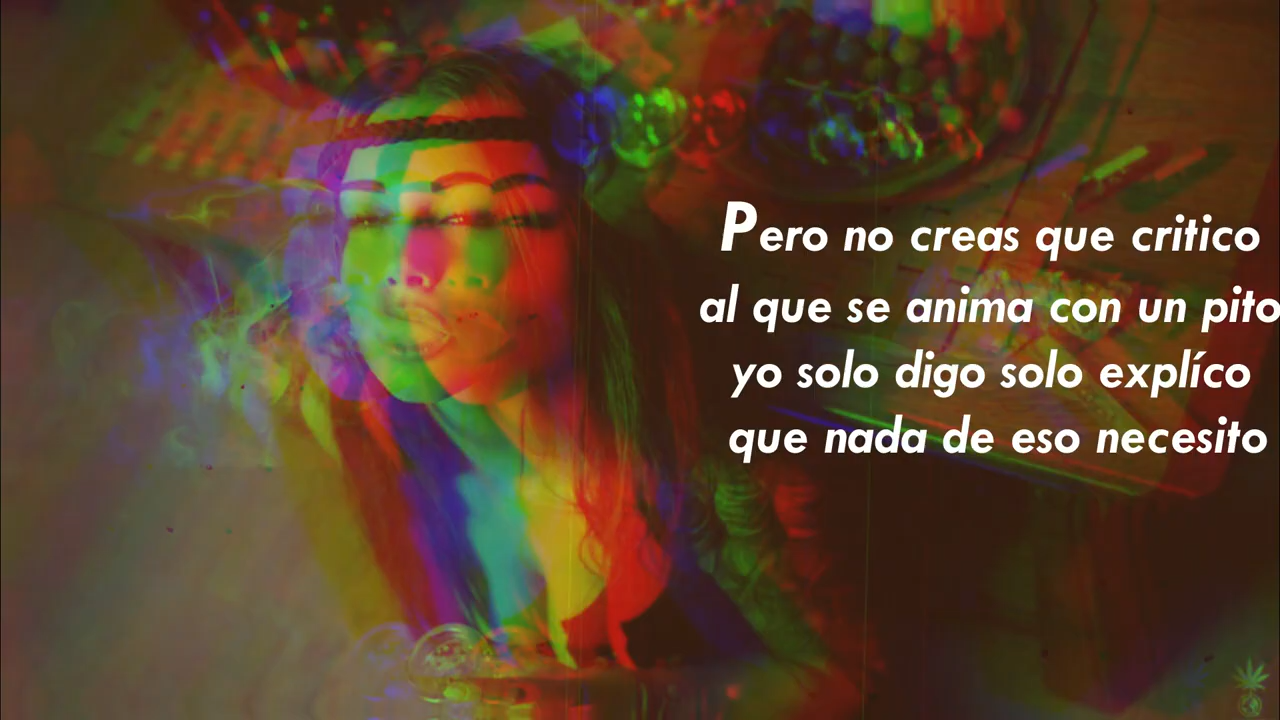 Pero no creas que critico
al que se anima con un pito
yo solo digo solo explíco
que nada de eso necesito